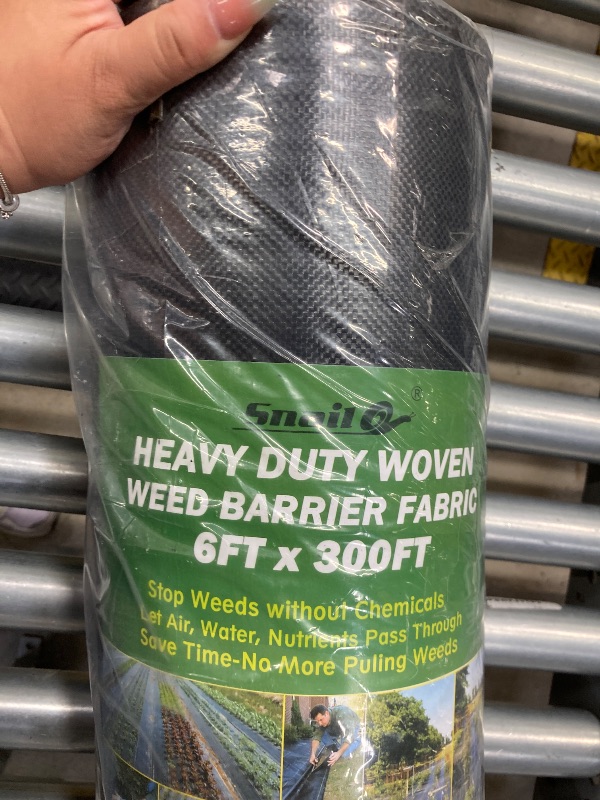 Snail ®
HEAVY DUTY WOVEN
WEED BARRIER FABRIC
6FT x 300FT
Stop Weeds without Chemicals
Let Air, Water, Nutrients Pass Through
Save Time-No More Puling Weeds